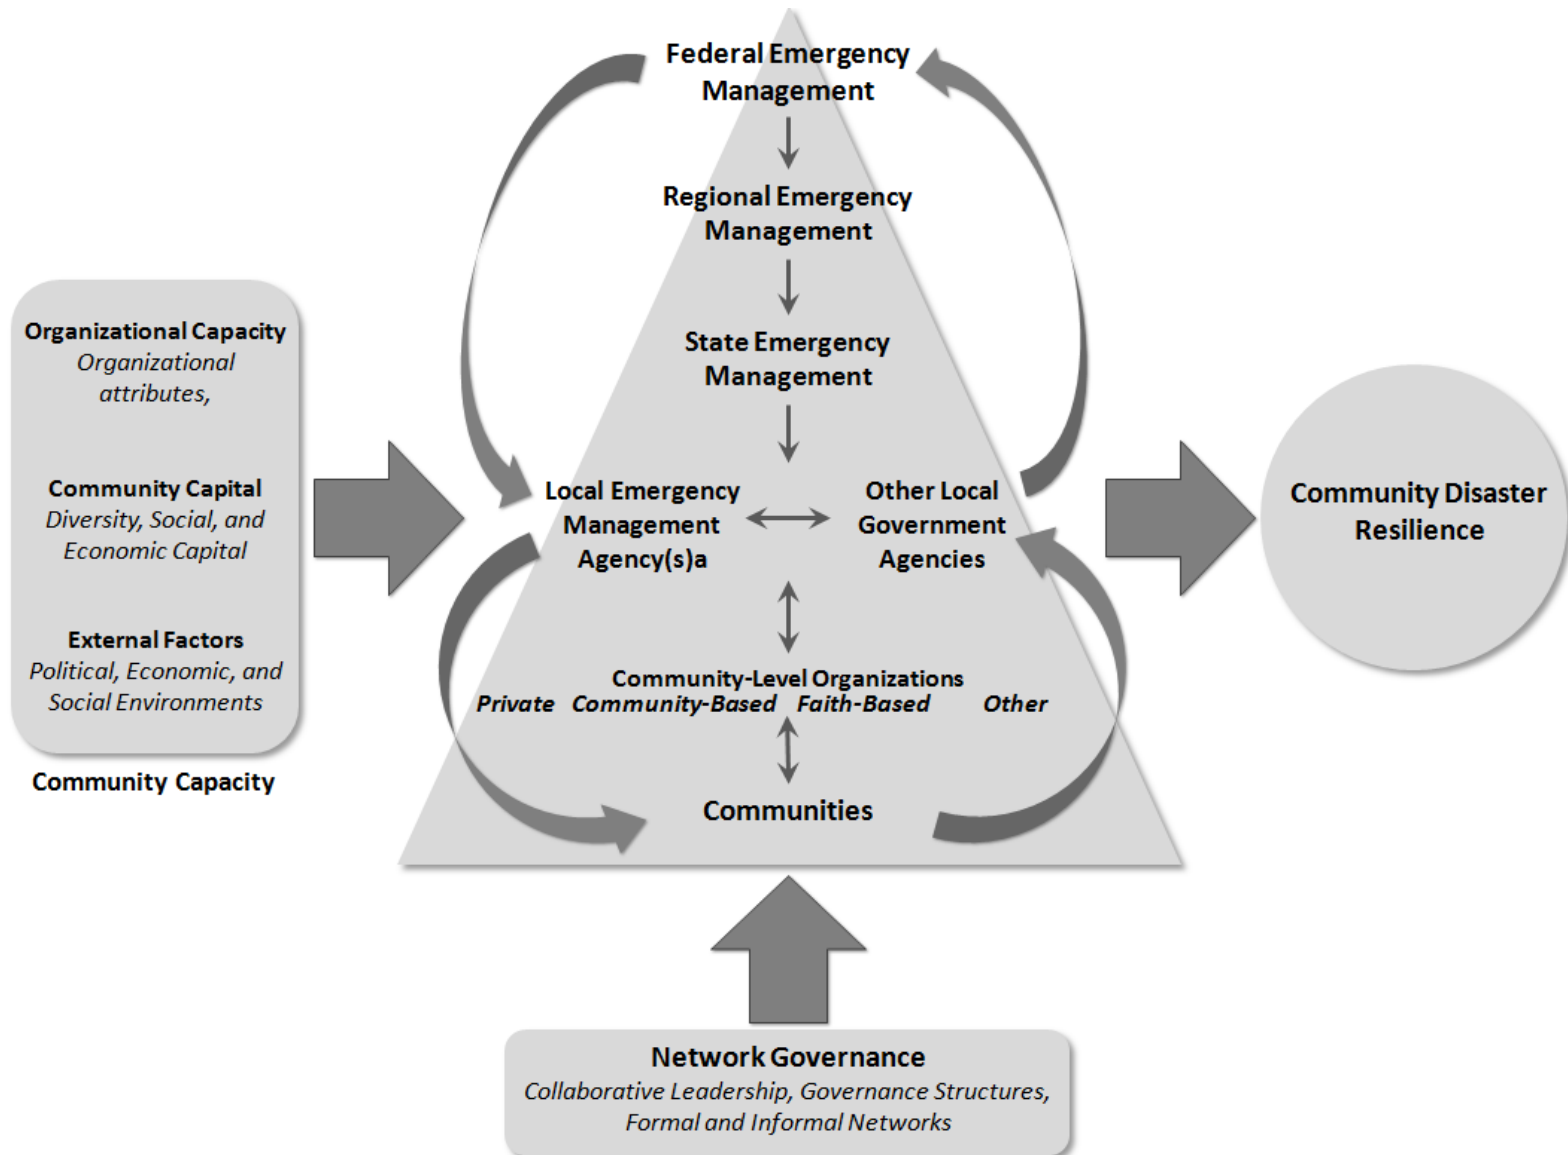 Federal Emergency
Management
Regional Emergency
Management
State Emergency
Management
Organizational Capacity
Organizational
attributes,
Community Capital
Diversity, Social, and
Economic Capital
External Factors
Political, Economic, and
Social Environments
Community Capacity
Local Emergency
Management
Agency(s)a
Other Local
Government
Agencies
Community-Level Organizations
Private Community-Based Faith-Based Other
Communities
Community Disaster
Resilience
Network Governance
Collaborative Leadership, Governance Structures,
Formal and Informal Networks